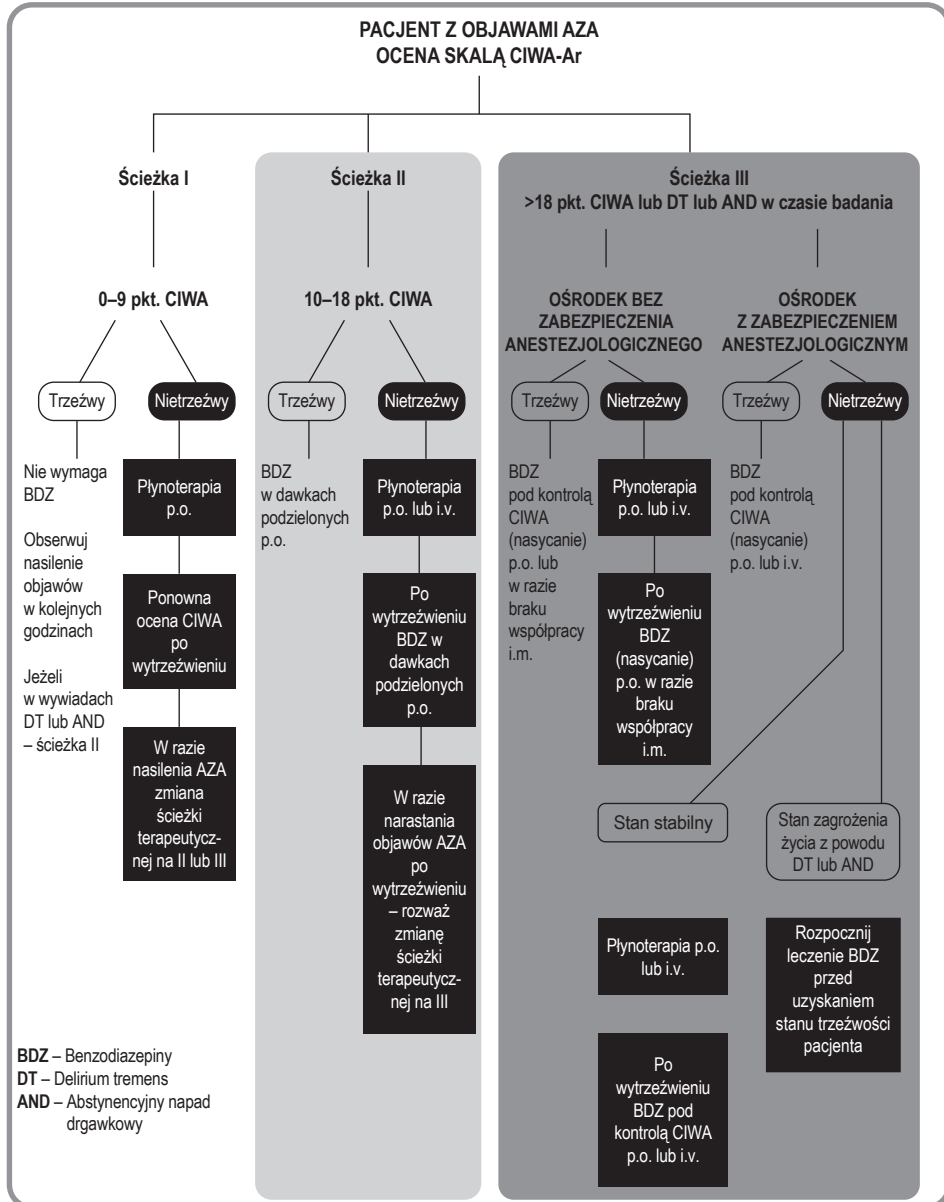 PACJENT Z OBJAWAMI AZA
OCENA SKALĄ CIWA-Ar
Ścieżka I
0–9 pkt. CIWA
Trzeźwy
Nie wymaga
BDZ
Obserwuj
nasilenie
objawów
w kolejnych
godzinach
Jeżeli
w wywiadach
DT lub AND
– ścieżka II
Nietrzeźwy
Płynoterapia
p.o.
Ponowna
ocena CIWA
po
wytrzeźwieniu
W razie
nasilenia AZA
zmiana
ścieżki
terapeutycz-
nej na II lub III
Ścieżka II
10–18 pkt. CIWA
Trzeźwy
BDZ
w dawkach
podzielonych
p.o.
Nietrzeźwy
Płynoterapia
p.o. lub i.v.
Po
wytrzeźwieniu
BDZ w
dawkach
podzielonych
p.o.
W razie
narastania
objawów AZA
po
wytrzeźwieniu
– rozważ
zmianę
ścieżki
terapeutycz-
nej na III
Ścieżka III
>18 pkt. CIWA lub DT lub AND w czasie badania
OŚRODEK BEZ
ZABEZPIECZENIA
ANESTEZJOLOGICZNEGO
Trzeźwy
BDZ
pod kontrolą
CIWA
(nasycanie)
p.o. lub
w razie
braku
współpracy
i.m.
Nietrzeźwy
Płynoterapia
p.o. lub i.v.
Po
wytrzeźwieniu
BDZ
(nasycanie)
p.o. w razie
braku
współpracy
i.m.
OŚRODEK
Z ZABEZPIECZENIEM
ANESTEZJOLOGICZNYM
Trzeźwy
BDZ
pod kontrolą
CIWA
(nasycanie)
p.o. lub i.v.
Nietrzeźwy
Stan stabilny
Płynoterapia p.o.
lub i.v.
Po
wytrzeźwieniu
BDZ pod
kontrolą CIWA
p.o. lub i.v.
Stan zagrożenia
życia z powodu
DT lub AND
Rozpocznij
leczenie BDZ
przed
uzyskaniem
stanu trzeźwości
pacjenta
BDZ – Benzodiazepiny
DT – Delirium tremens
AND – Abstynencyjny napad
drgawkowy